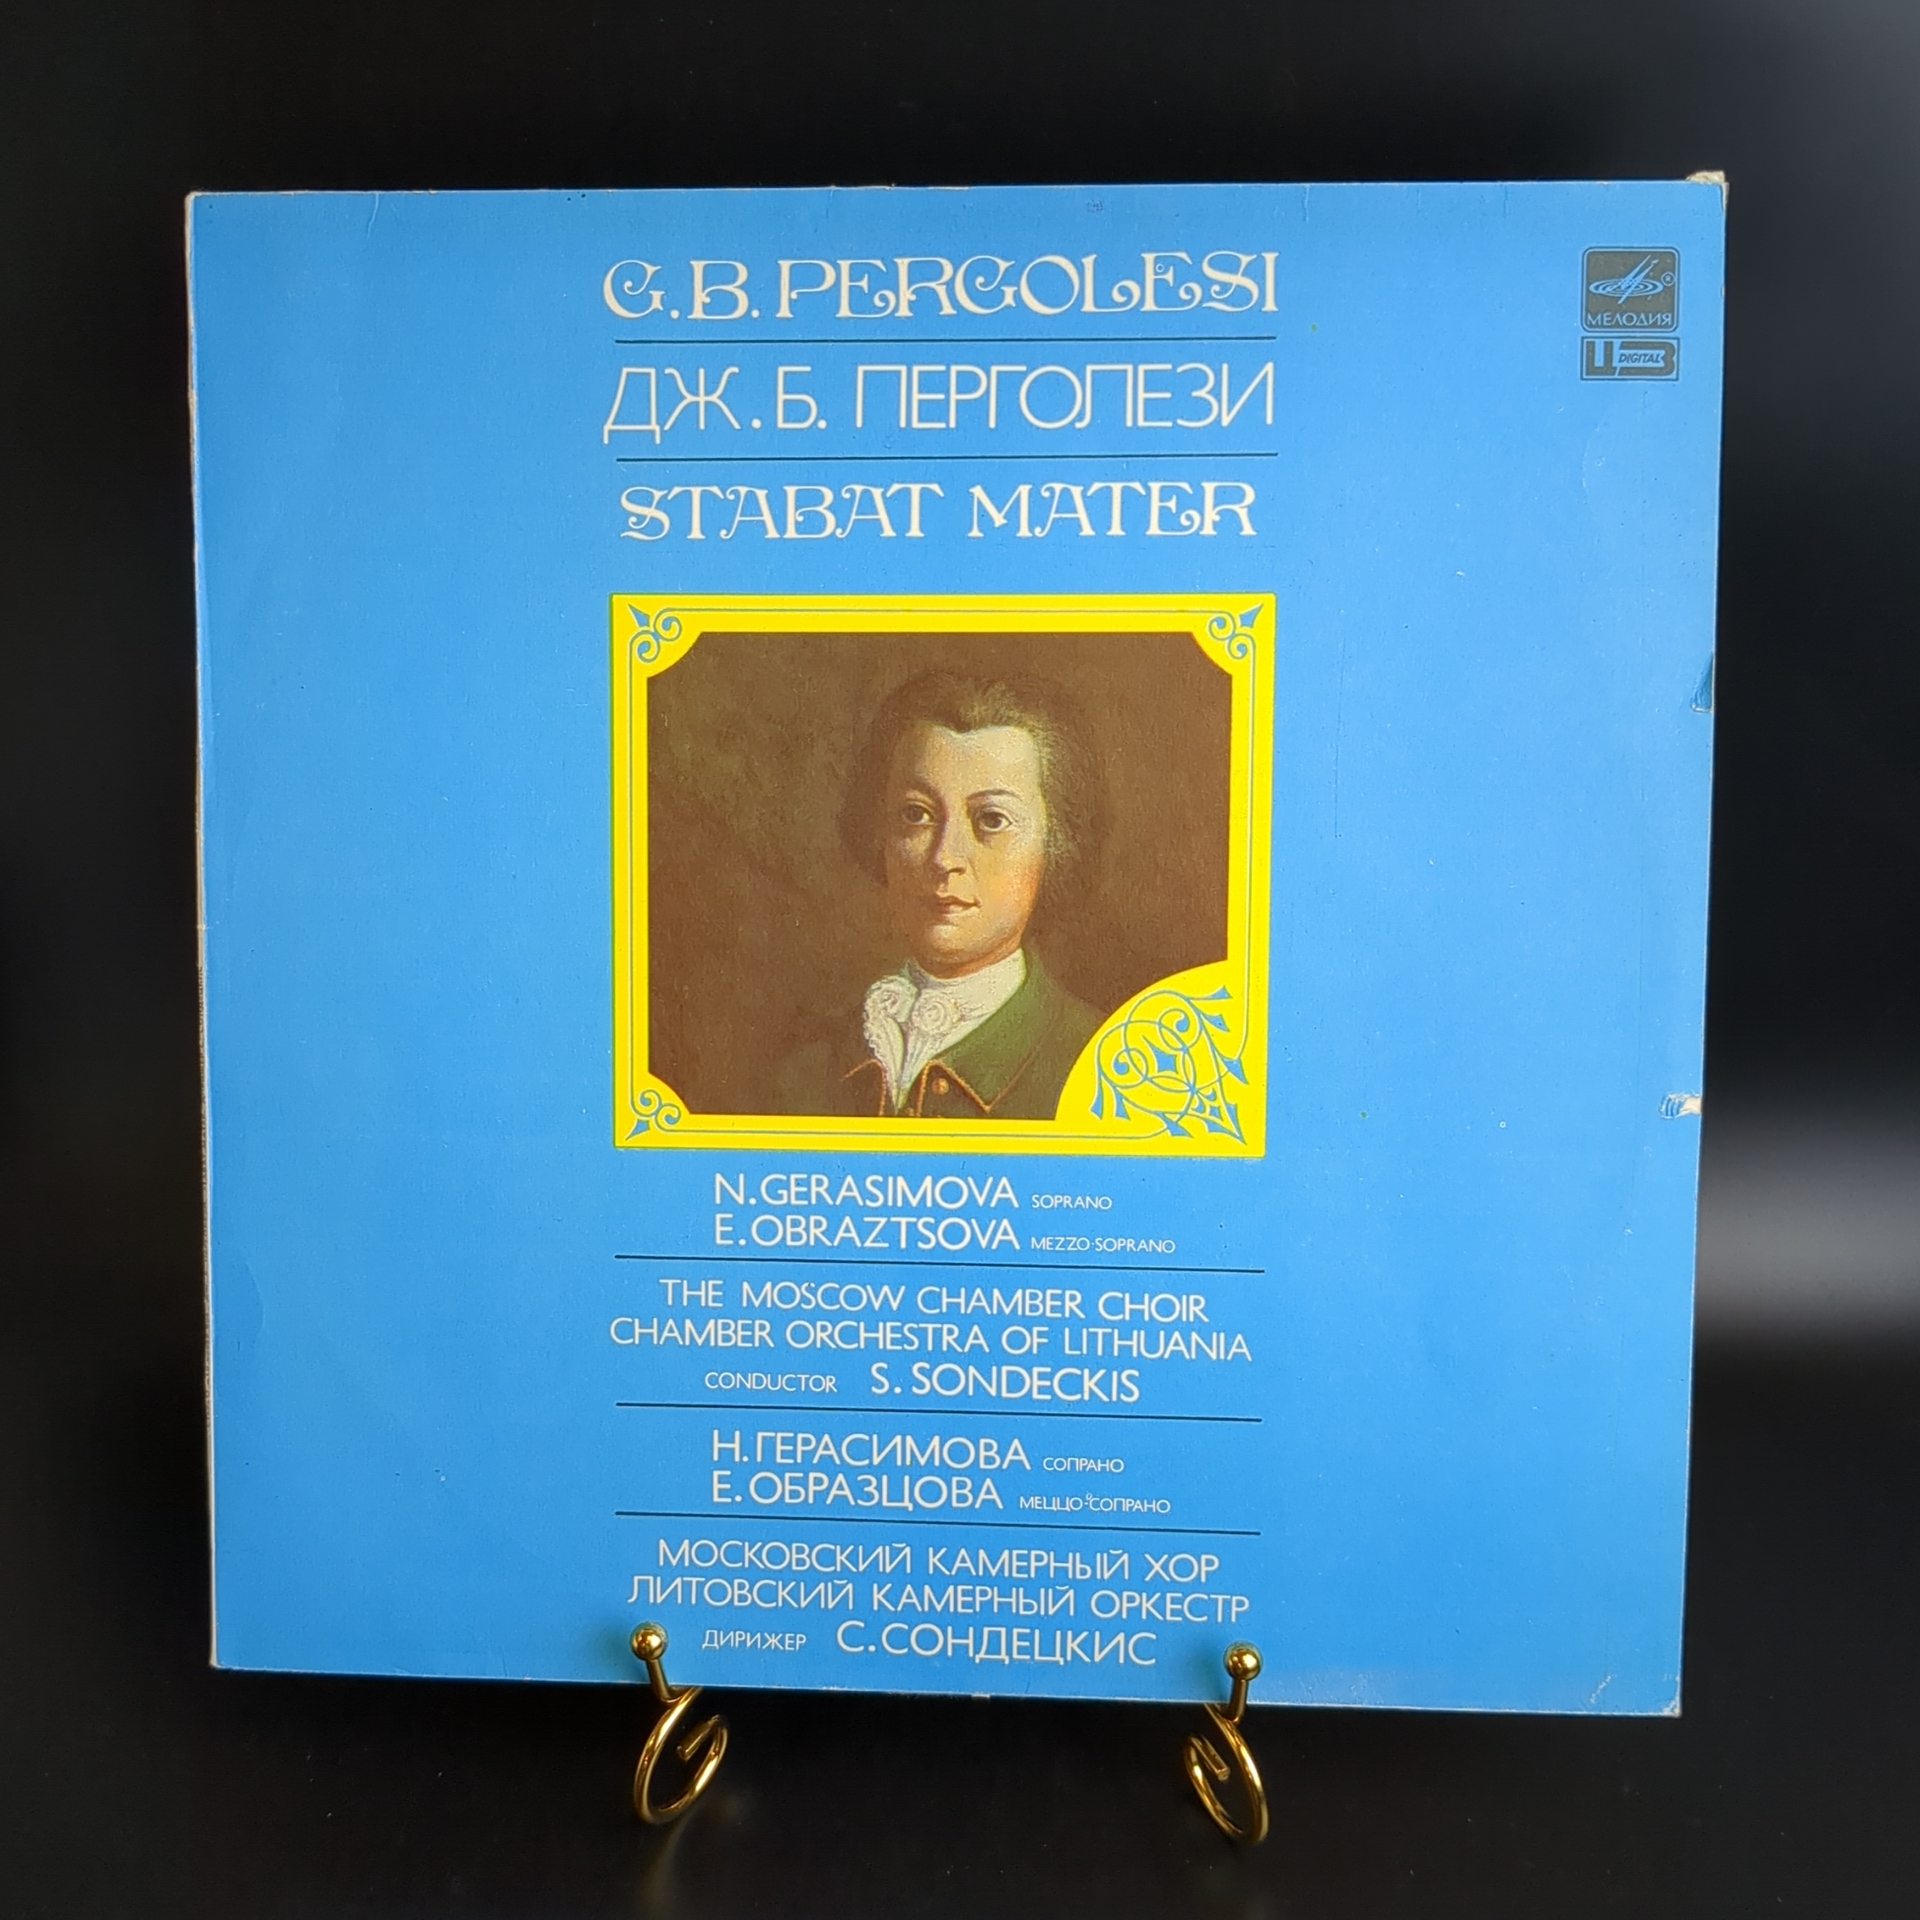 G.B. PERGOLESI
ДЖ.Б. ПЕРГОЛЕЗИ
STABAT MATER
МЕЛОДИЯ
ЦЗ DIGITAL
N.GERASIMOVA SOPRANO
E.OBRAZTSOVA MEZZO-SOPRANO
THE MOSCOW CHAMBER CHOIR
CHAMBER ORCHESTRA OF LITHUANIA
CONDUCTOR S.SONDECKIS
Н.ГЕРАСИМОВА СОПРАНО
Е.ОБРАЗЦОВА МЕЦЦО-СОПРАНО
МОСКОВСКИЙ КАМЕРНЫЙ ХОР
ЛИТОВСКИЙ КАМЕРНЫЙ ОРКЕСТР
ДИРИЖЕР С.СОНДЕЦКИС